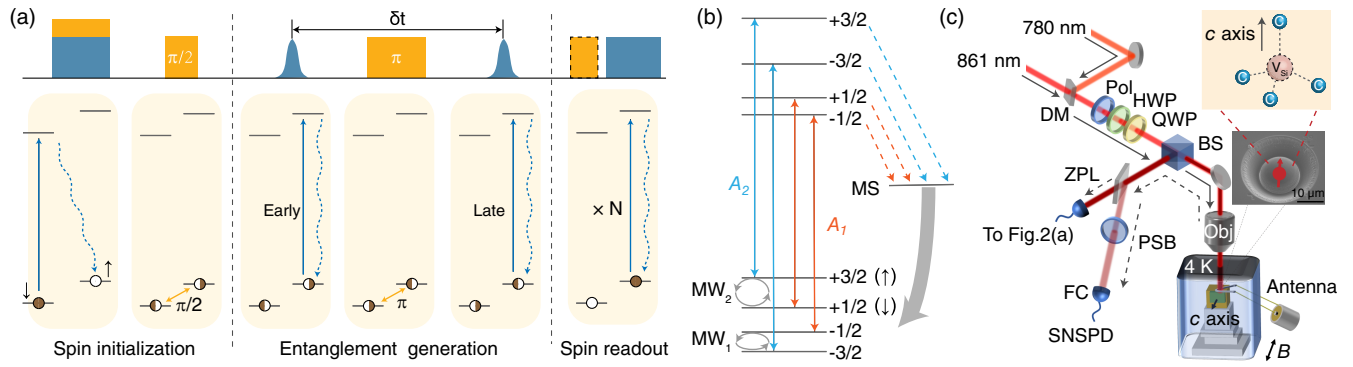 (a)
δt
π/2
π
↓
↑
π/2
Early
π
Late
× N
Spin initialization
Entanglement generation
Spin readout
(b)
+3/2
-3/2
+1/2
-1/2
MS
A2
A1
+3/2 (↑)
MW2
+1/2 (↓)
-1/2
MW1
-3/2
(c)
780 nm
861 nm
DM
Pol
HWP
QWP
BS
ZPL
To Fig.2(a)
PSB
FC
SNSPD
Obj
4 K
c axis
Antenna
B
c axis
C
VSi
C
C
C
10 μm